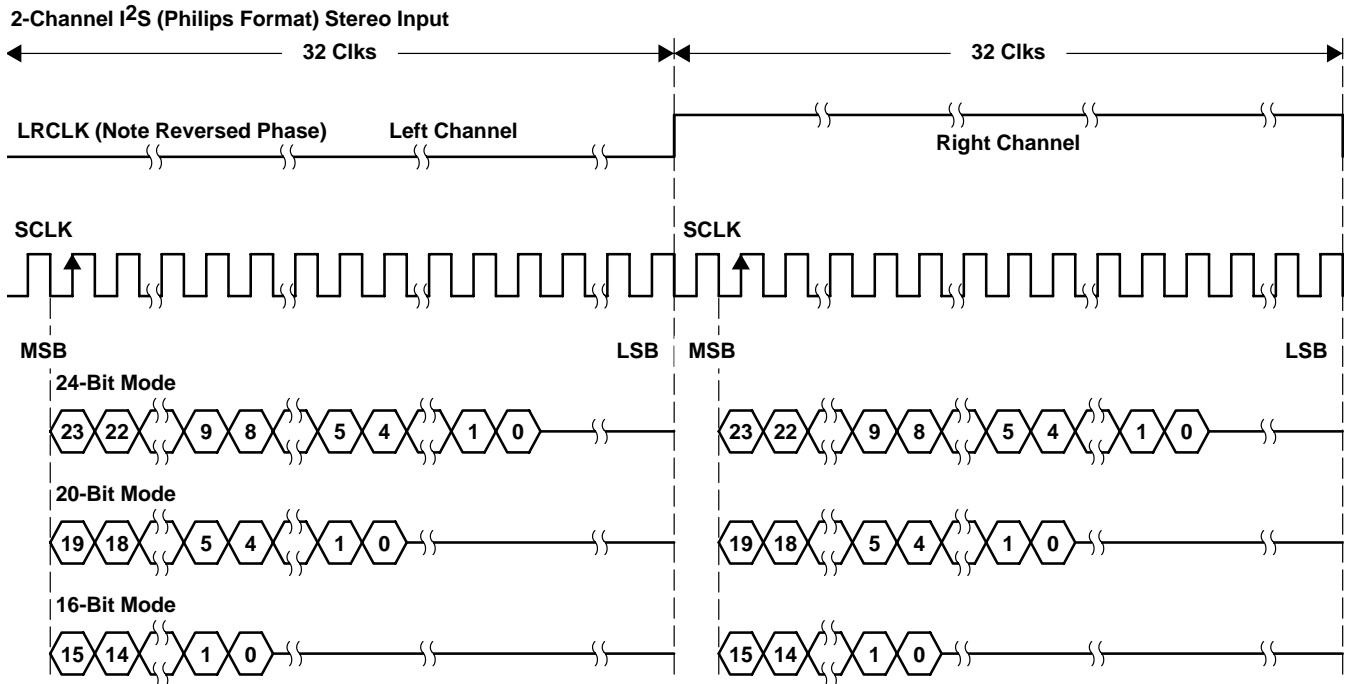 2-Channel I2S (Philips Format) Stereo Input
32 Clks 32 Clks
LRCLK (Note Reversed Phase) Left Channel
Right Channel
SCLK SCLK
MSB LSB MSB LSB
24-Bit Mode
23 22 9 8 5 4 1 0 23 22 9 8 5 4 1 0
20-Bit Mode
19 18 5 4 1 0 19 18 5 4 1 0
16-Bit Mode
15 14 1 0 15 14 1 0